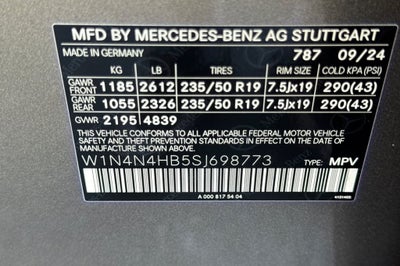 MFD BY MERCEDES-BENZ AG STUTTGART
MADE IN GERMANY 787 09/24
KG LB TIRES RIM SIZE COLD KPA (PSI)
GAWR FRONT 1185 2612 235/50 R19 7.5Jx19 290(43)
GAWR REAR 1055 2326 235/50 R19 7.5Jx19 290(43)
GWR 2195 4839
THIS VEHICLE CONFORMS TO ALL APPLICABLE FEDERAL MOTOR
VEHICLE SAFETY AND THEFT PREVENTION STANDARDS IN EFFECT
ON THE DATE OF MANUFACTURE SHOWN ABOVE.
W1N4N4HB5SJ698773 TYPE: MPV
A 000 817 54 04